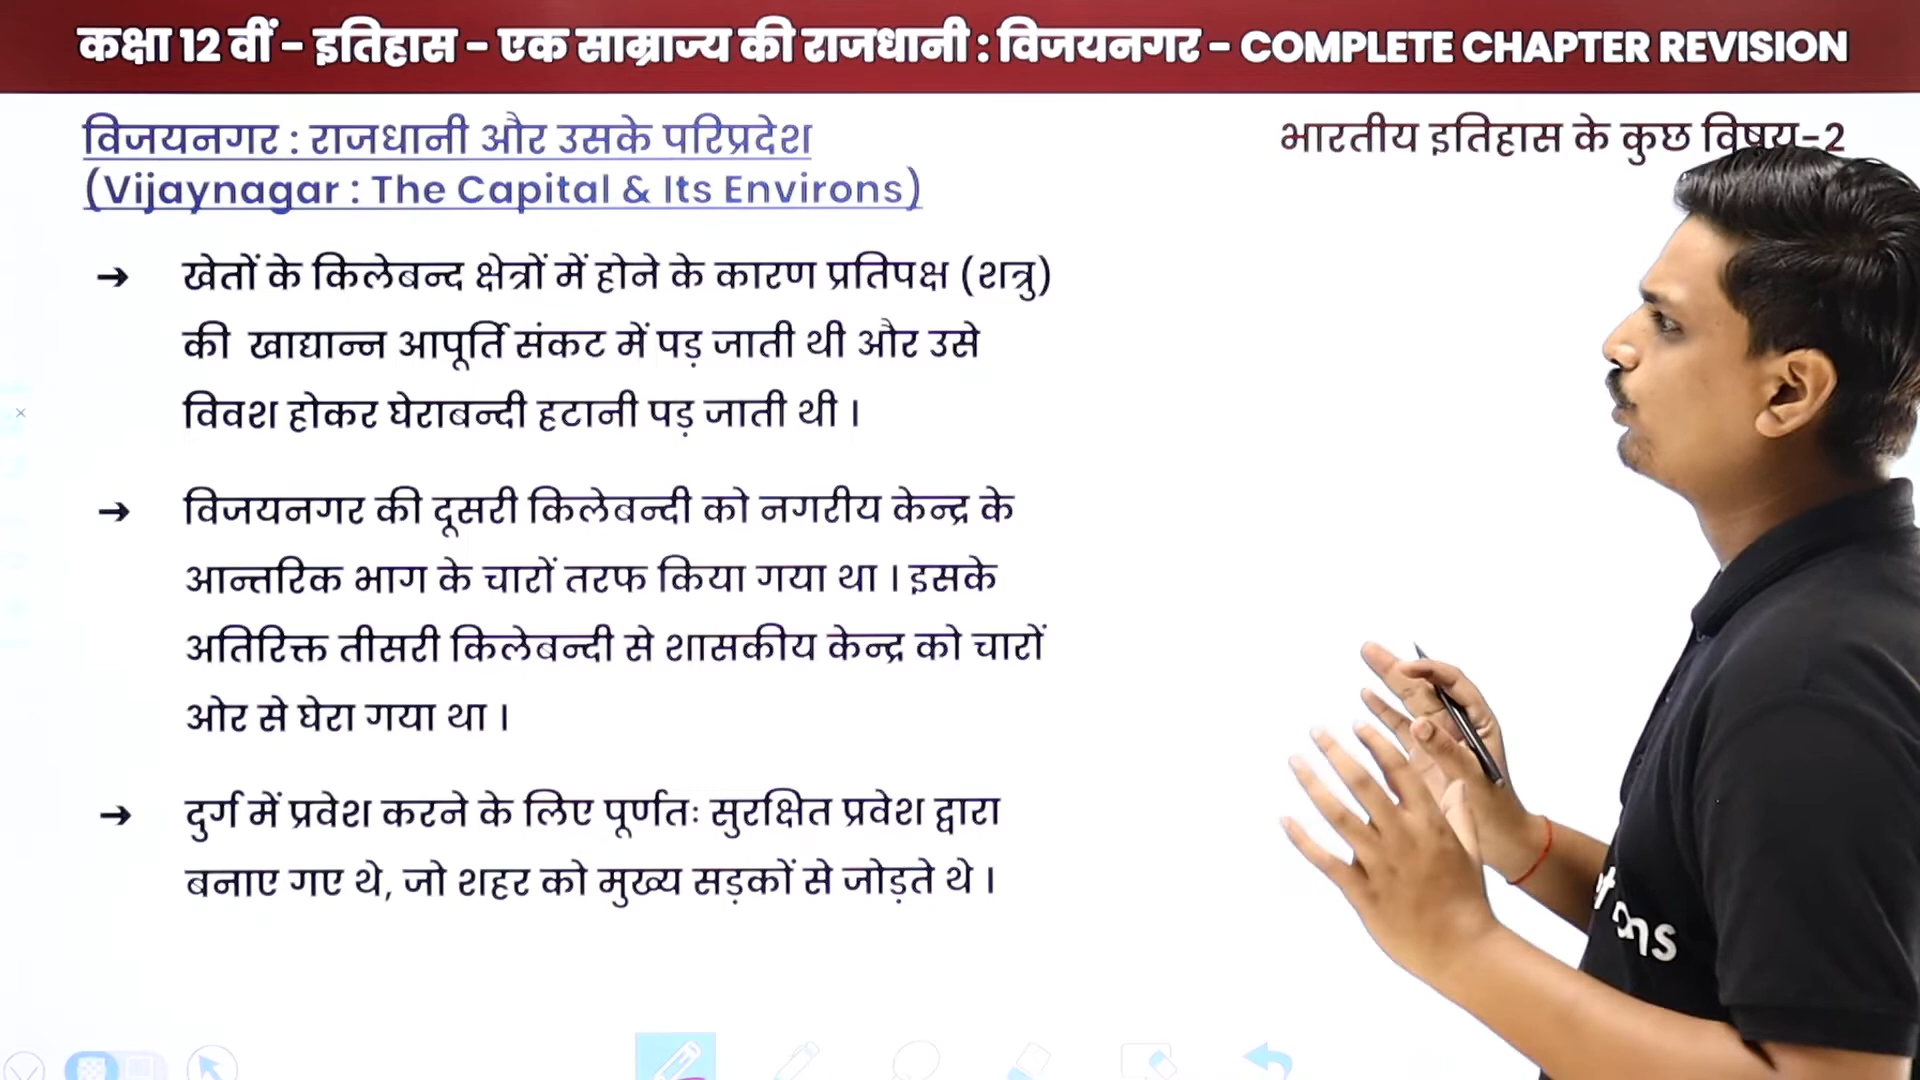 कक्षा 12 वीं - इतिहास - एक साम्राज्य की राजधानी : विजयनगर - COMPLETE CHAPTER REVISION
विजयनगर : राजधानी और उसके परिप्रदेश
(Vijaynagar : The Capital & Its Environs)
भारतीय इतिहास के कुछ विषय-2
➔ खेतों के किलेबन्द क्षेत्रों में होने के कारण प्रतिपक्ष (शत्रु)
की खाद्यान्न आपूर्ति संकट में पड़ जाती थी और उसे
विवश होकर घेराबन्दी हटानी पड़ जाती थी ।
➔ विजयनगर की दूसरी किलेबन्दी को नगरीय केन्द्र के
आन्तरिक भाग के चारों तरफ किया गया था । इसके
अतिरिक्त तीसरी किलेबन्दी से शासकीय केन्द्र को चारों
ओर से घेरा गया था ।
➔ दुर्ग में प्रवेश करने के लिए पूर्णतः सुरक्षित प्रवेश द्वारा
बनाए गए थे, जो शहर को मुख्य सड़कों से जोड़ते थे ।